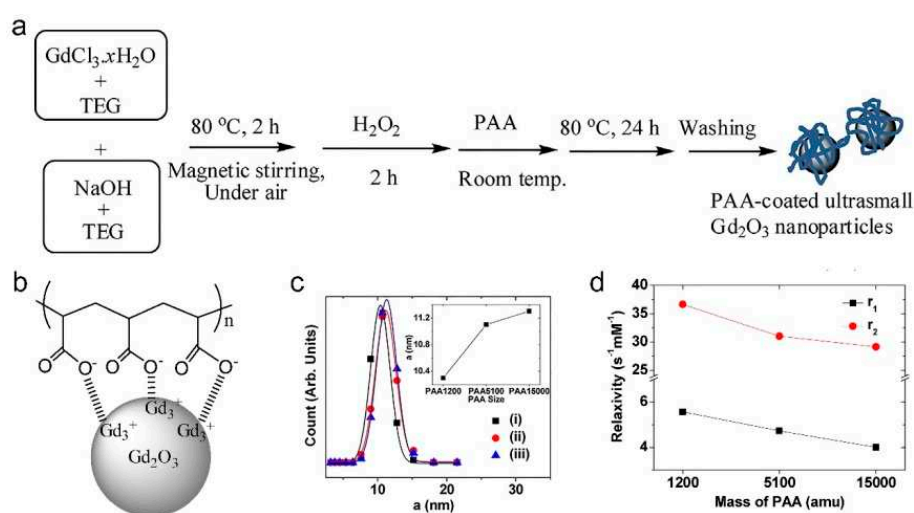 a
GdCl3.xH2O
+
TEG
+
NaOH
+
TEG
80 °C, 2 h
Magnetic stirring,
Under air
H2O2
2 h
PAA
Room temp.
80 °C, 24 h
Washing
PAA-coated ultrasmall
Gd2O3 nanoparticles
b
n
O O- O O- O O-
Gd3+
Gd3+ Gd3+
Gd2O3
c
Count (Arb. Units)
a (nm)
11.2
10.8
10.4
PAA1200 PAA5100 PAA15000
PAA Size
(i)
(ii)
(iii)
10 20 30
a (nm)
d
Relaxivity (s-1mM-1)
40
35
30
25
6
4
r1
r2
1200 5100 15000
Mass of PAA (amu)